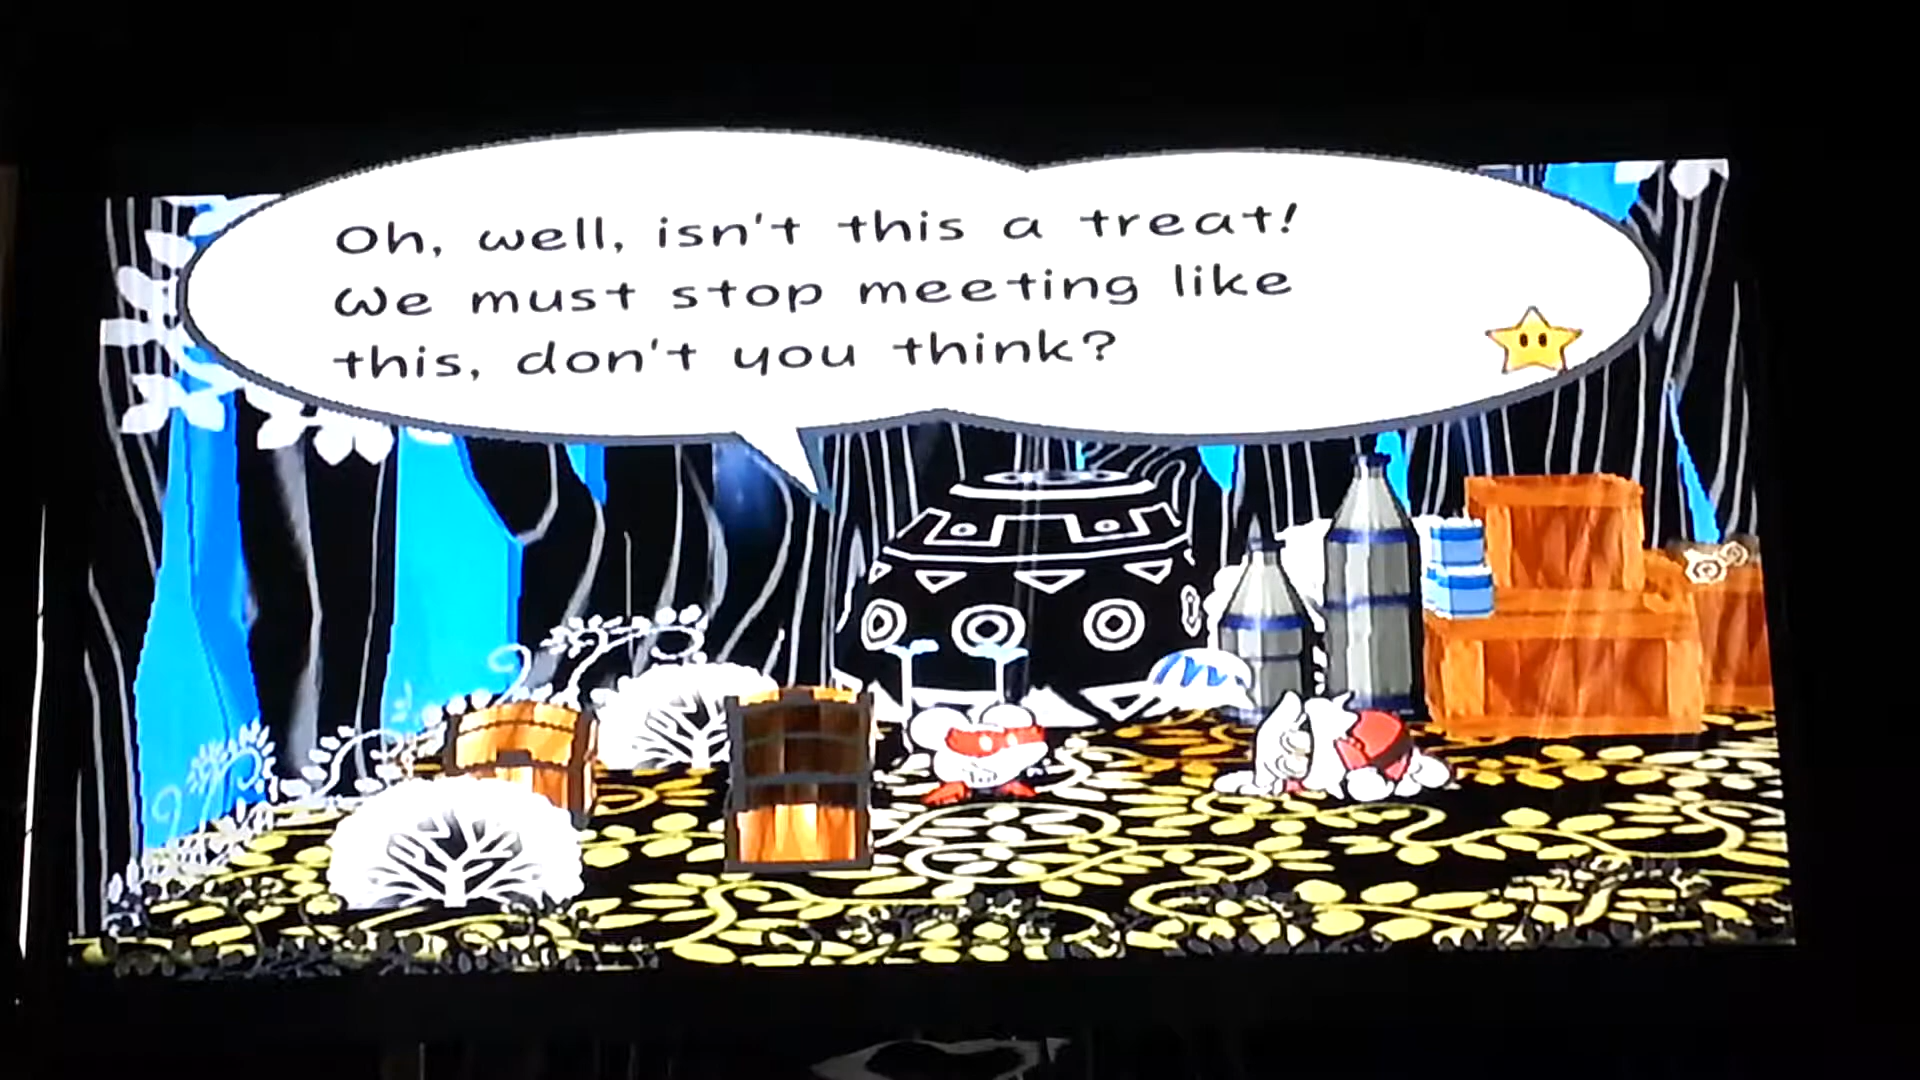 Oh, well, isn't this a treat!
We must stop meeting like
this, don't you think?